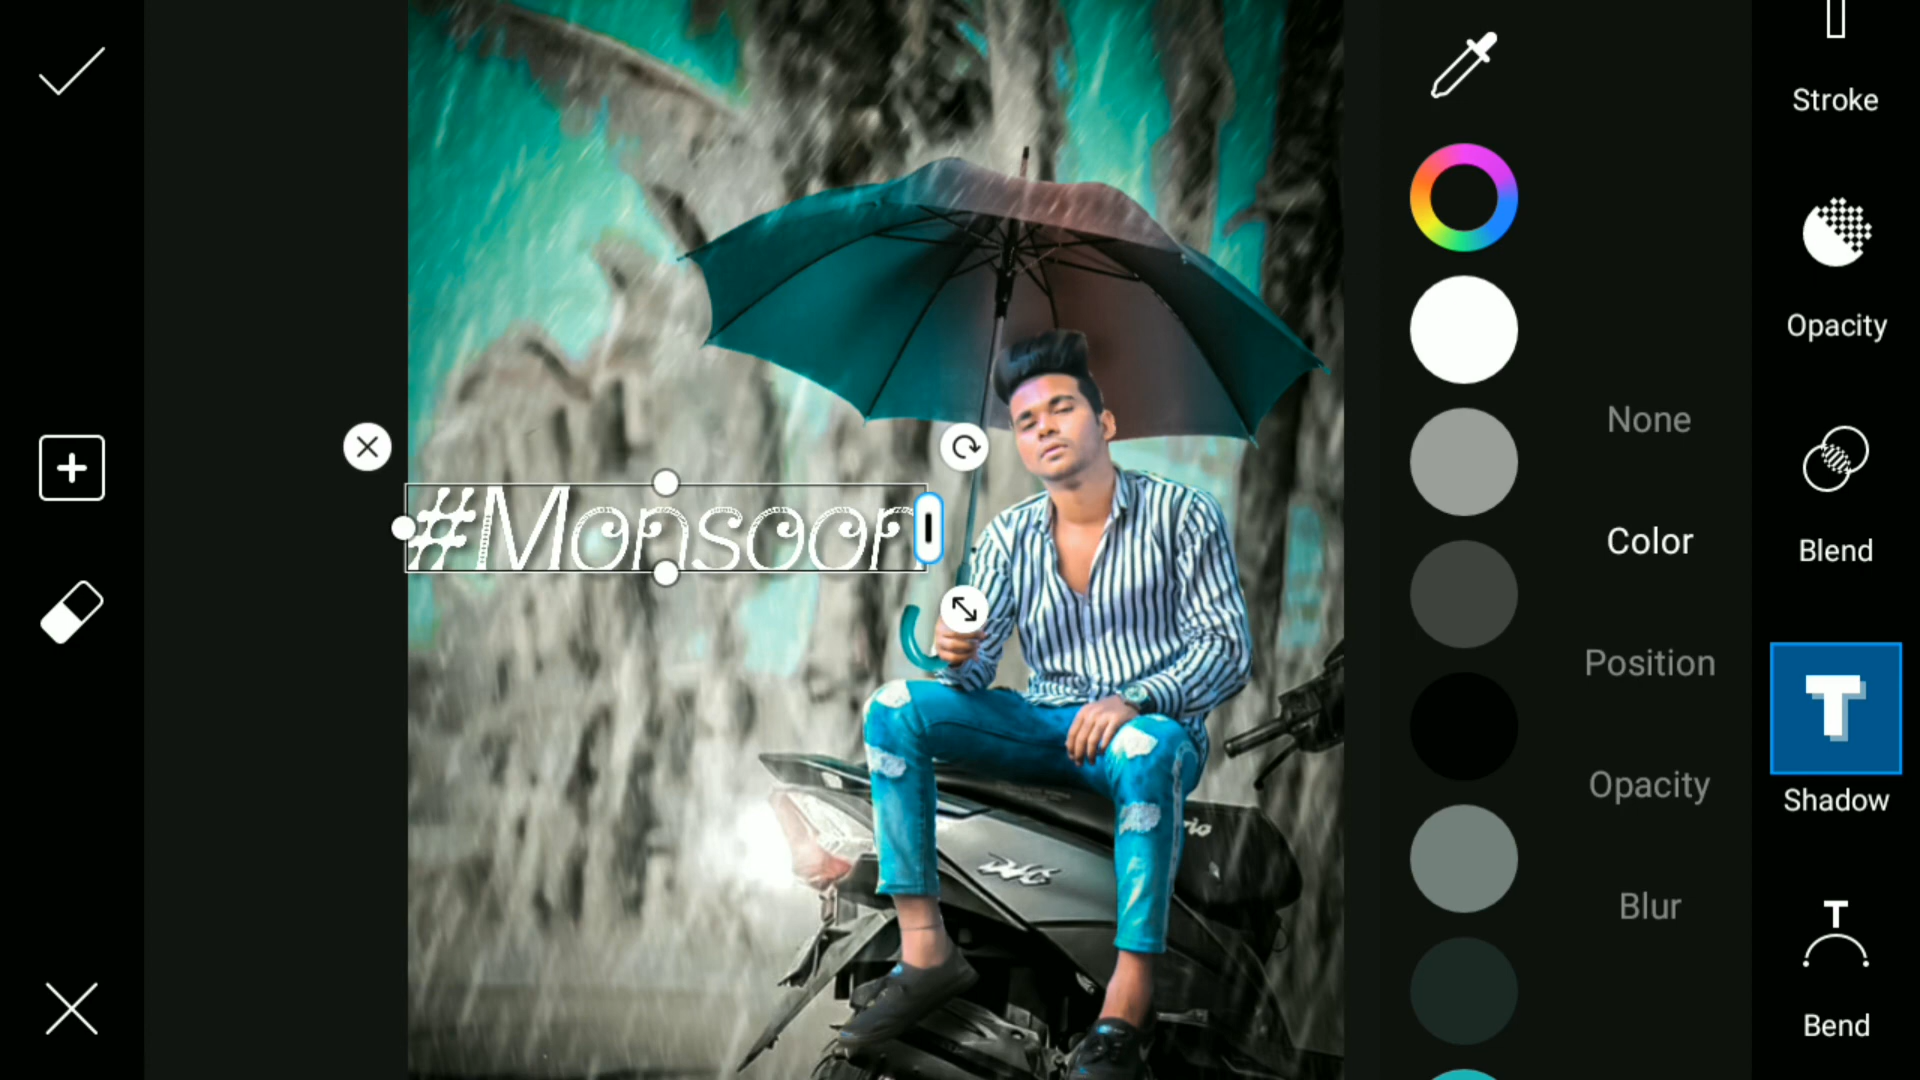 Stroke
Opacity
None
#Monsoon
Color
Blend
Position
Shadow
Opacity
Blur
Bend